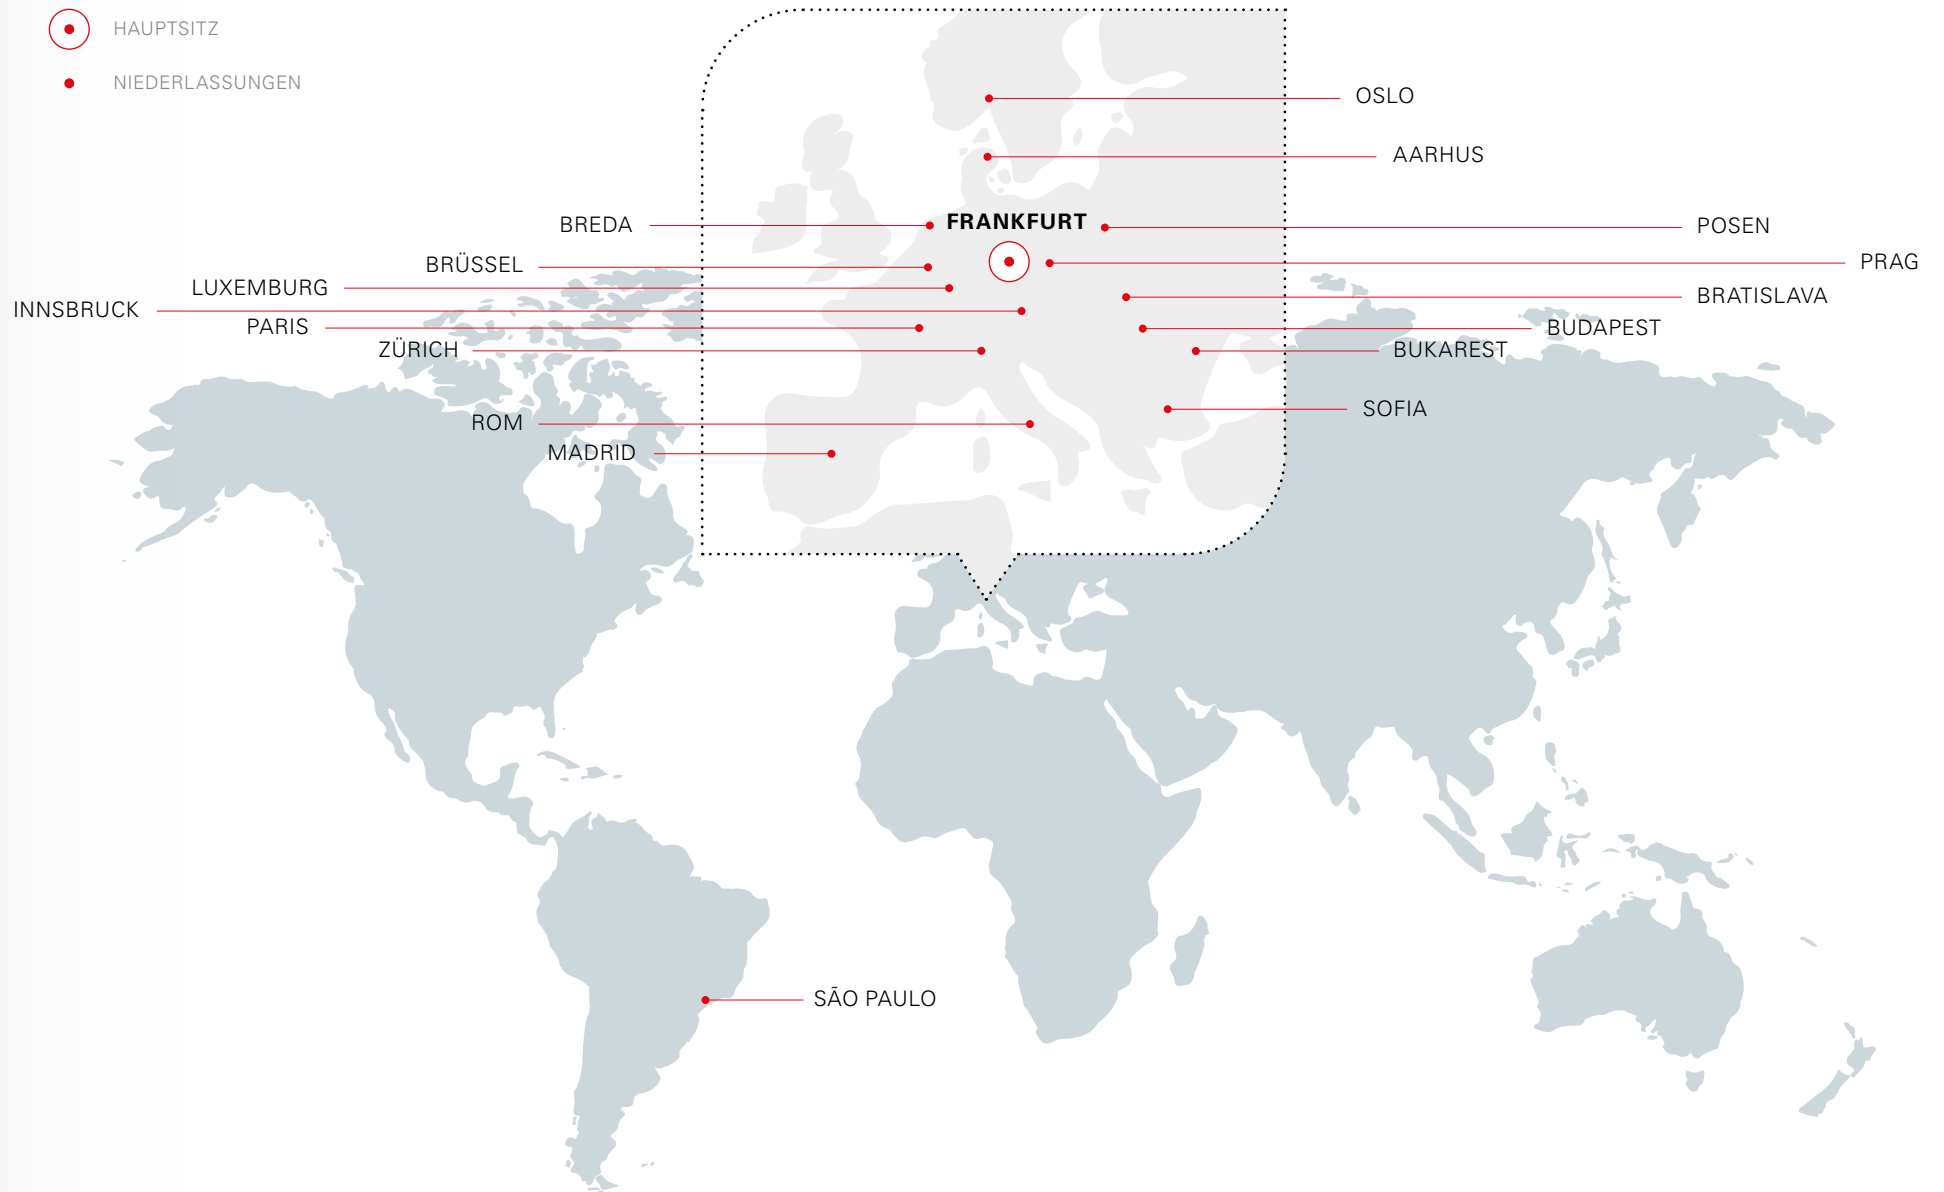 HAUPTSITZ
NIEDERLASSUNGEN
OSLO
AARHUS
FRANKFURT
BREDA
POSEN
BRÜSSEL
PRAG
LUXEMBURG
BRATISLAVA
INNSBRUCK
PARIS
BUDAPEST
ZÜRICH
BUKAREST
SOFIA
ROM
MADRID
SÃO PAULO